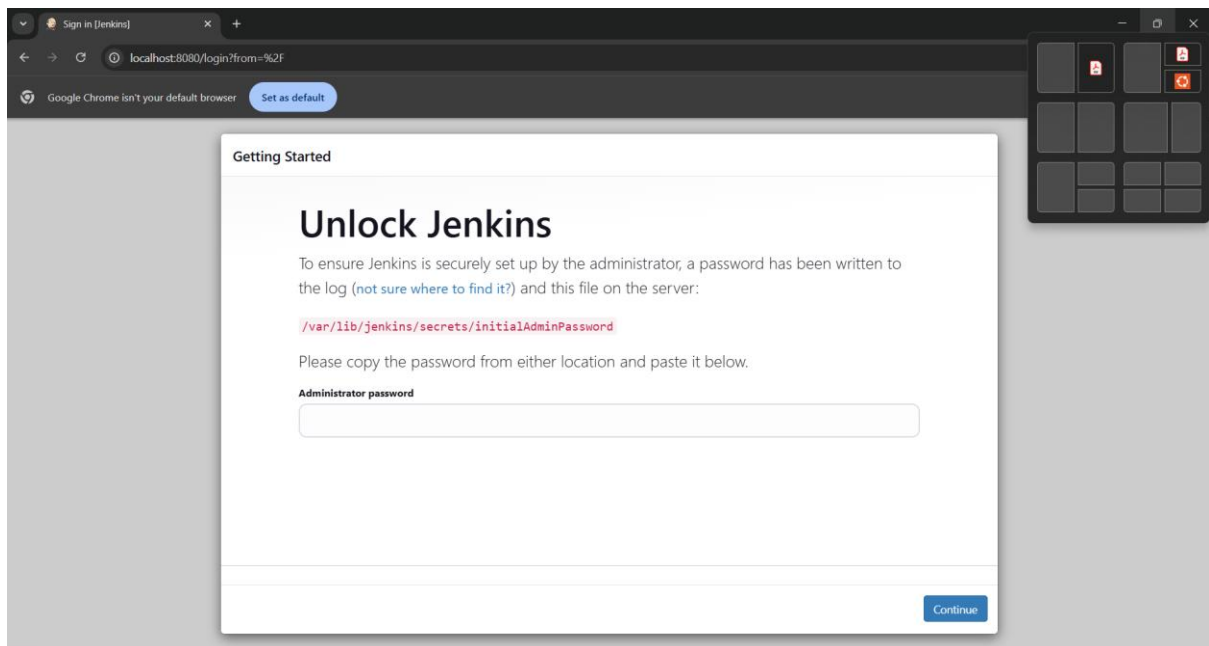 Sign in [Jenkins]
localhost:8080/login?from=%2F
Google Chrome isn't your default browser Set as default
Getting Started
Unlock Jenkins
To ensure Jenkins is securely set up by the administrator, a password has been written to
the log (not sure where to find it?) and this file on the server:
/var/lib/jenkins/secrets/initialAdminPassword
Please copy the password from either location and paste it below.
Administrator password
Continue